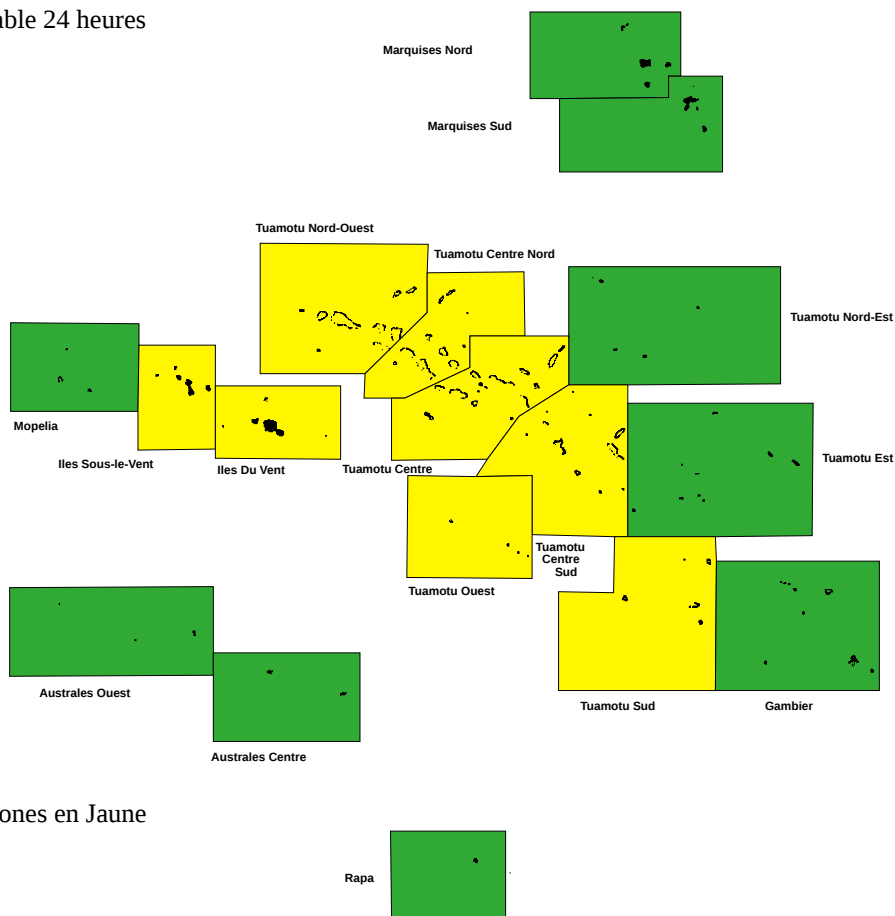 24 heures
Marquises Nord
Marquises Sud
Tuamotu Nord-Ouest
Tuamotu Centre Nord
Tuamotu Nord-Est
Mopelia
Iles Sous-le-Vent
Iles Du Vent
Tuamotu Centre
Tuamotu Est
Tuamotu
Centre
Sud
Tuamotu Ouest
Australes Ouest
Tuamotu Sud
Gambier
Australes Centre
en Jaune
Rapa